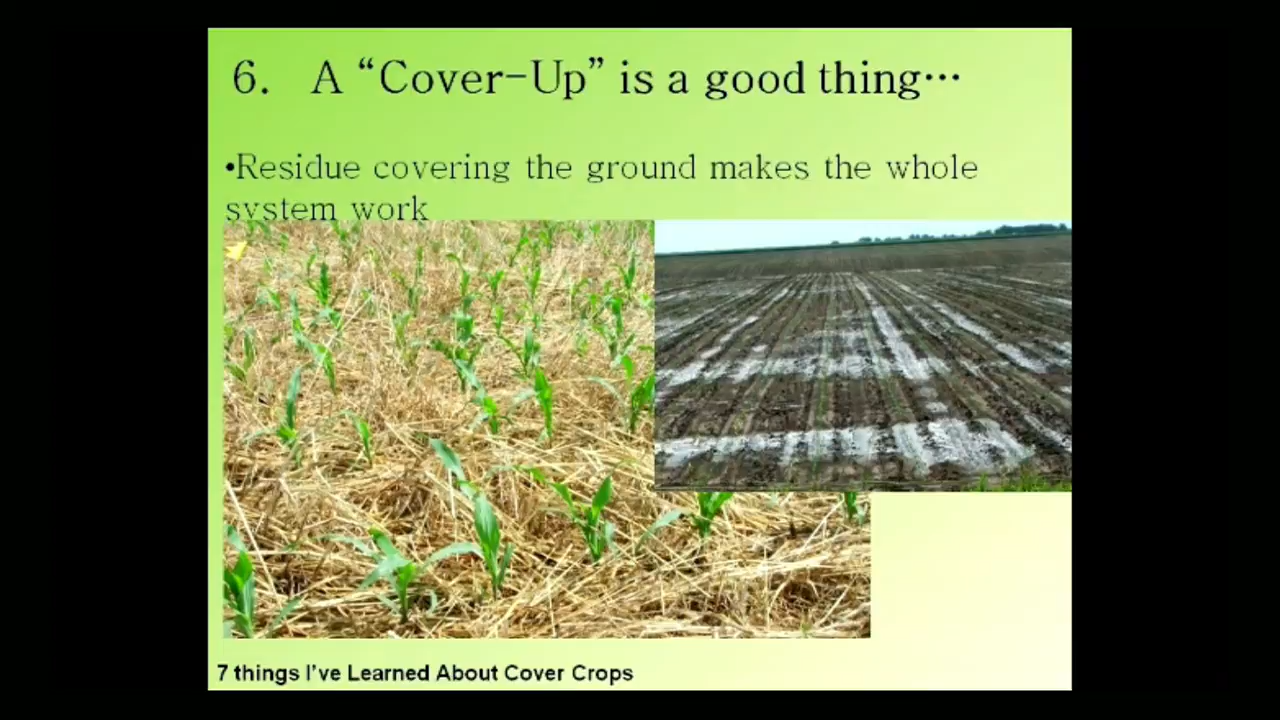 6. A “Cover-Up” is a good thing…
•Residue covering the ground makes the whole
system work
7 things I've Learned About Cover Crops